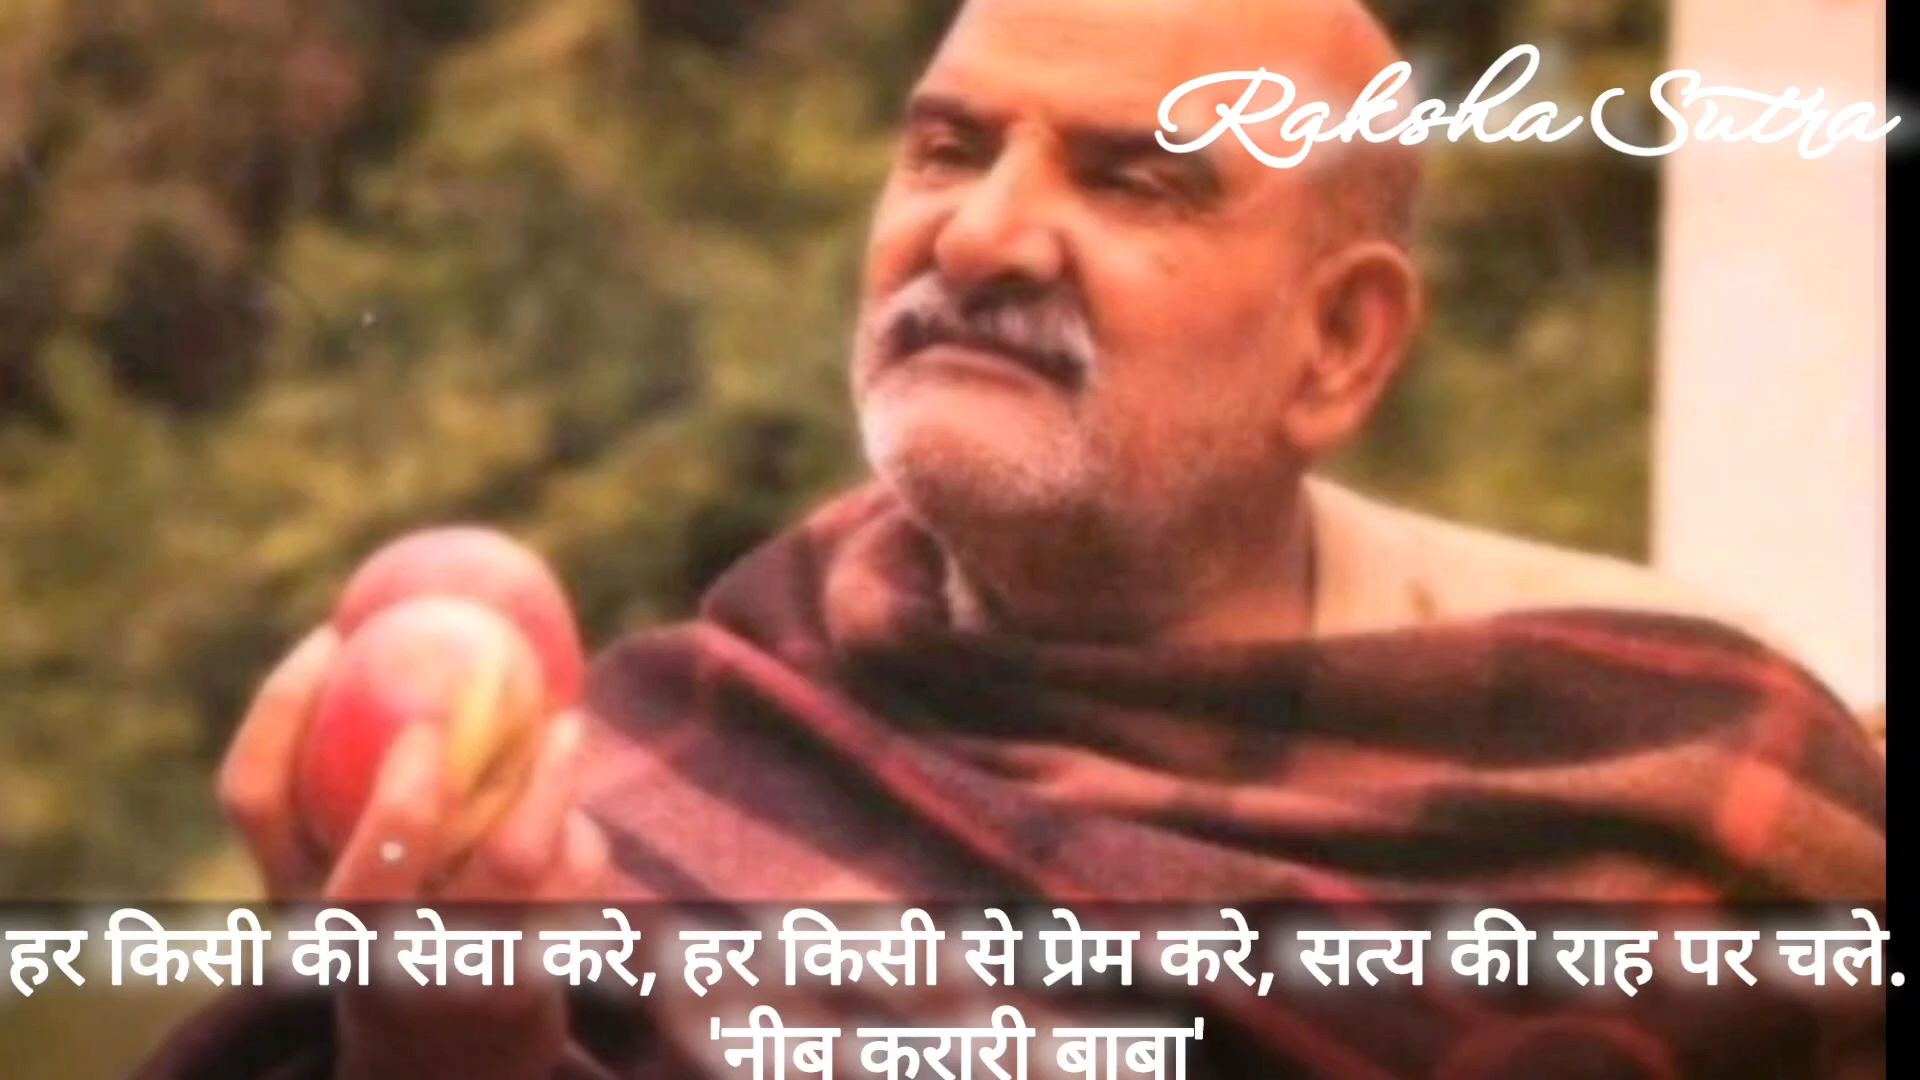 Raksha Sutra
हर किसी की सेवा करे, हर किसी से प्रेम करे, सत्य की राह पर चले.
'नीब करारी बाबा'